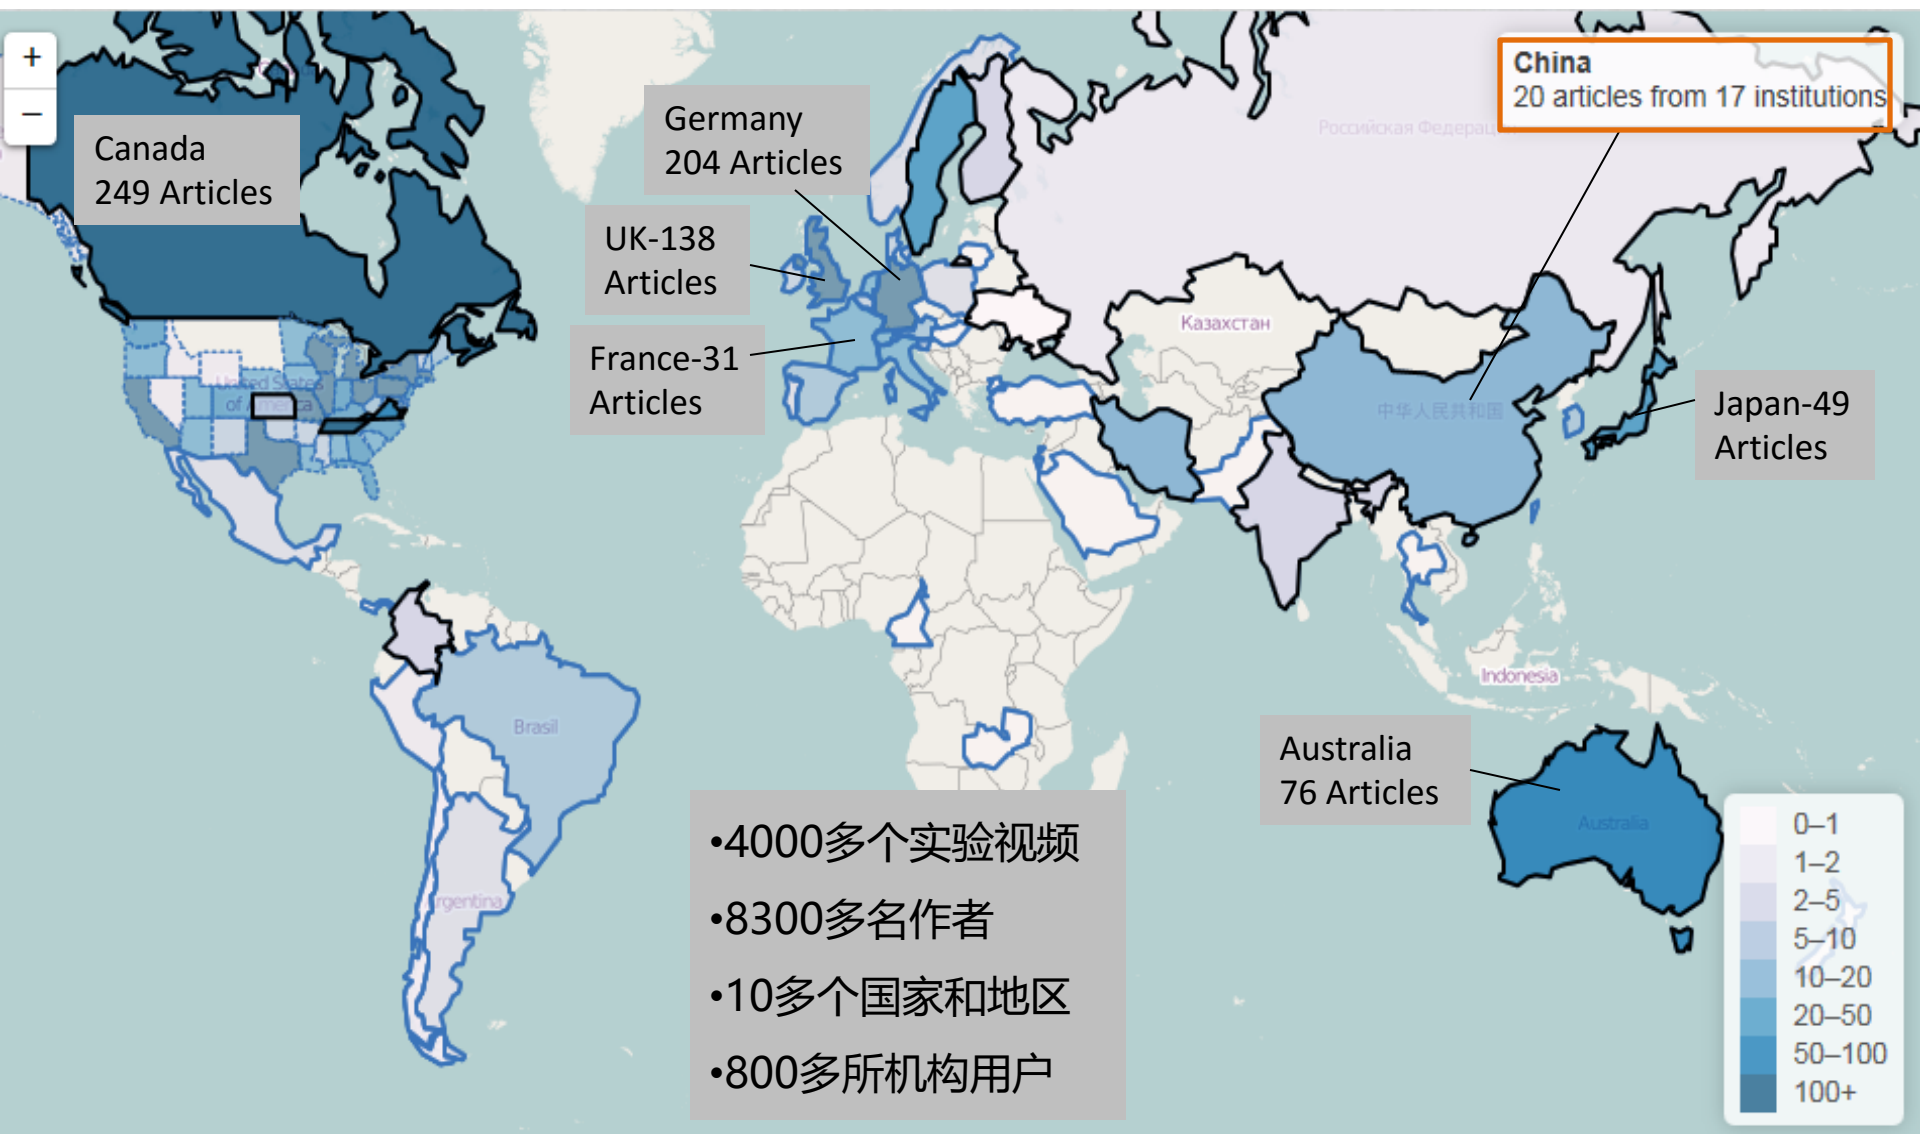 +
−
China
20 articles from 17 institutions
Canada
249 Articles
Germany
204 Articles
UK-138
Articles
France-31
Articles
Казахстан
中华人民共和国
United States
of America
Japan-49
Articles
Brasil
Indonesia
Australia
76 Articles
Australia
rgentina
•4000多个实验视频
•8300多名作者
•10多个国家和地区
•800多所机构用户
0–1
1–2
2–5
5–10
10–20
20–50
50–100
100+